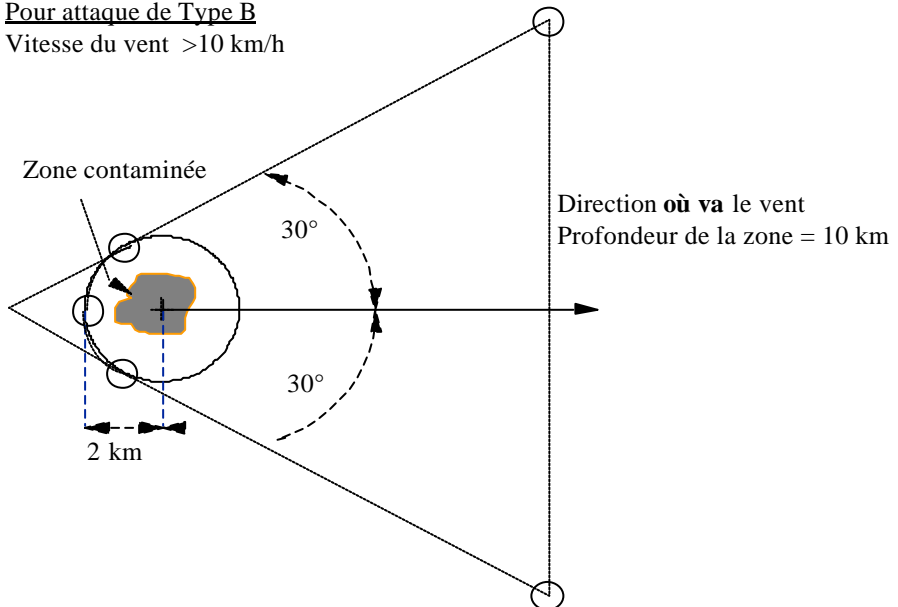 Pour attaque de Type B
Vitesse du vent >10 km/h
Zone contaminée
30°
Direction où va le vent
Profondeur de la zone = 10 km
30°
2 km